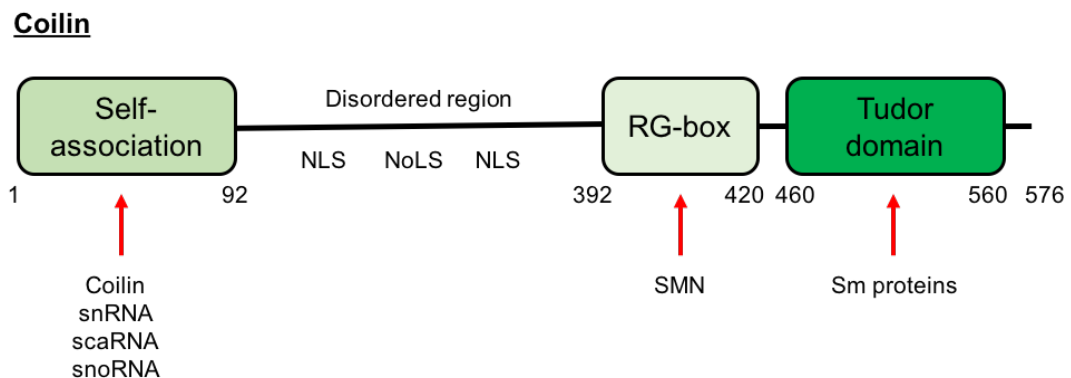 Coilin
Self-
association
Disordered region
NLS NoLS NLS
RG-box
Tudor
domain
1 92 392 420 460 560 576
Coilin
snRNA
scaRNA
snoRNA
SMN
Sm proteins